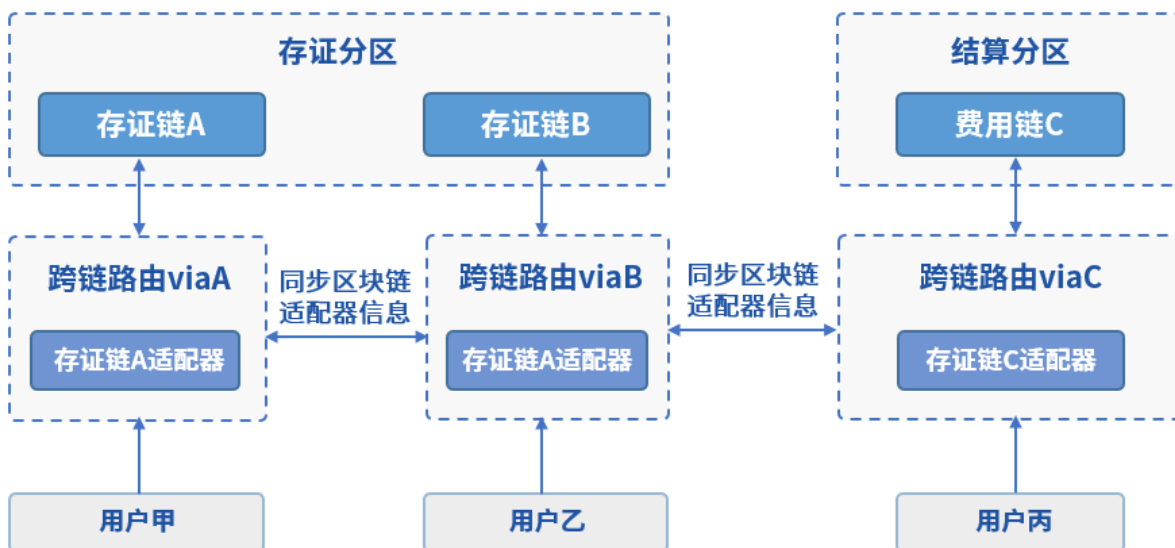 存证分区
结算分区
存证链A
存证链B
费用链C
跨链路由viaA
同步区块链
适配器信息
跨链路由viaB
同步区块链
适配器信息
跨链路由viaC
存证链A适配器
存证链A适配器
存证链C适配器
用户甲
用户乙
用户丙